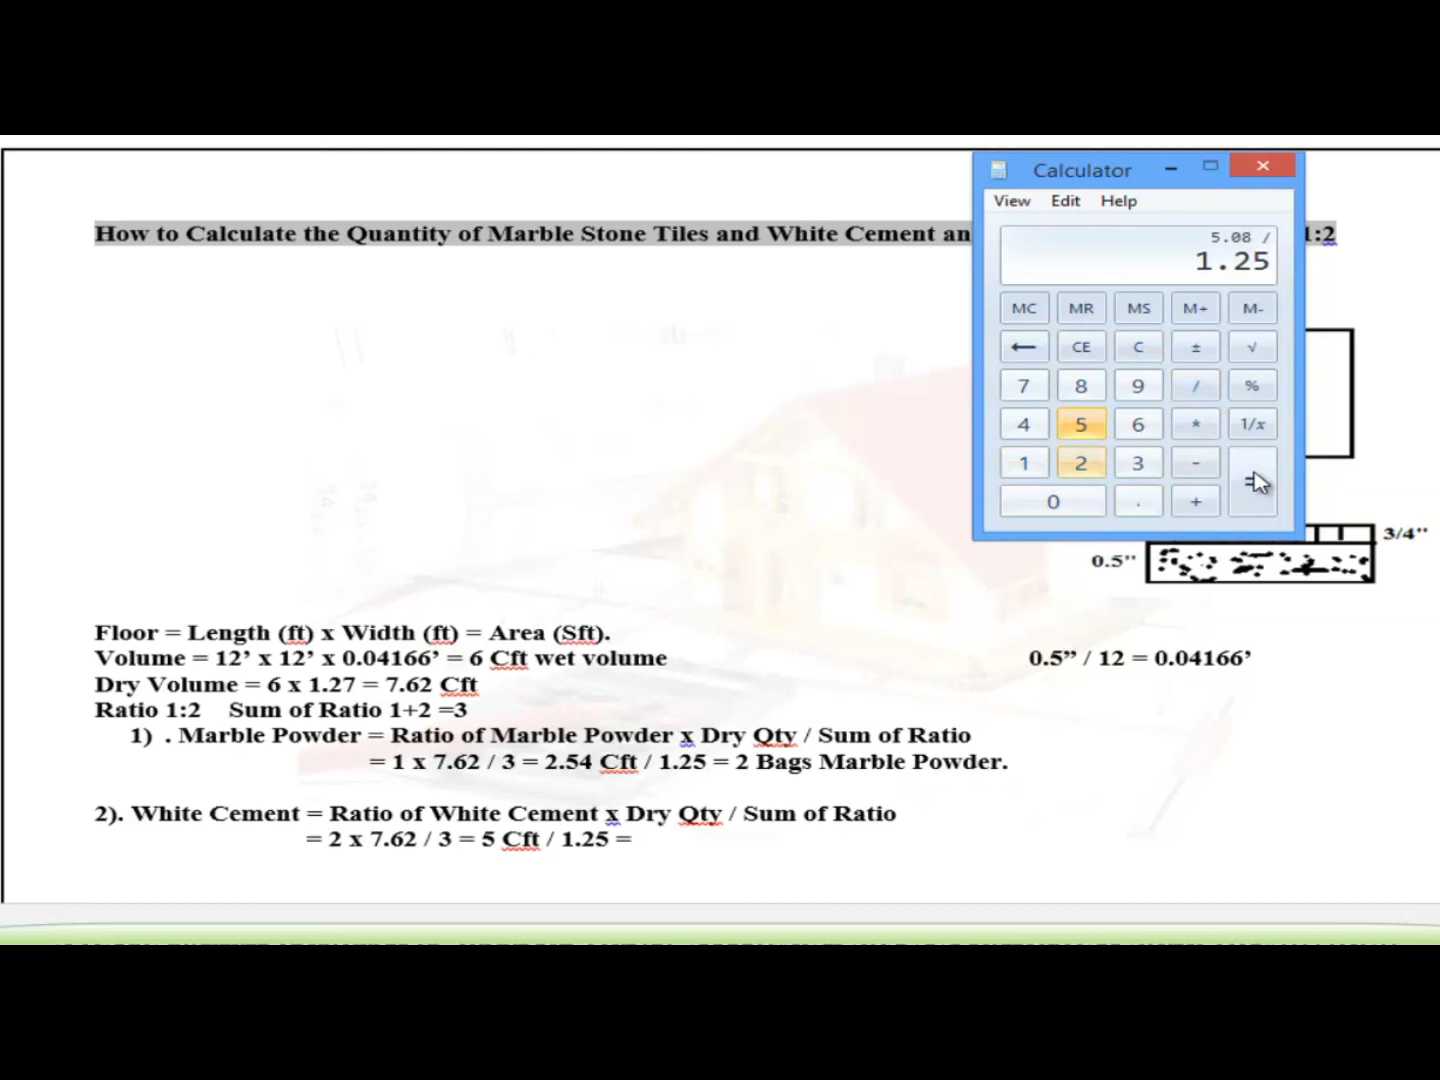 How to Calculate the Quantity of Marble Stone Tiles and White Cement an 1:2
Calculator
View Edit Help
5.08 /
1.25
MC MR MS M+ M-
← CE C ± √
7 8 9 / %
4 5 6 * 1/x
1 2 3 - =
0 . +
3/4"
0.5"
Floor = Length (ft) x Width (ft) = Area (Sft).
Volume = 12’ x 12’ x 0.04166’ = 6 Cft wet volume 0.5” / 12 = 0.04166’
Dry Volume = 6 x 1.27 = 7.62 Cft
Ratio 1:2 Sum of Ratio 1+2 =3
1) . Marble Powder = Ratio of Marble Powder x Dry Qty / Sum of Ratio
= 1 x 7.62 / 3 = 2.54 Cft / 1.25 = 2 Bags Marble Powder.
2). White Cement = Ratio of White Cement x Dry Qty / Sum of Ratio
= 2 x 7.62 / 3 = 5 Cft / 1.25 =